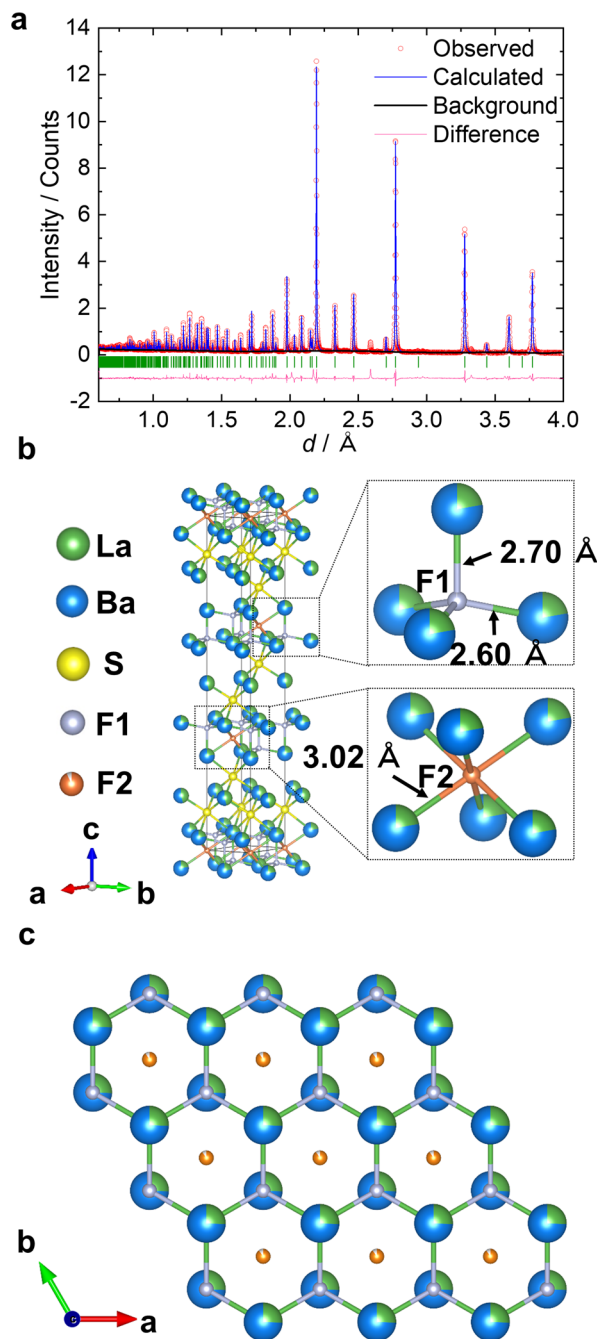 a
Intensity / Counts
14
12
10
8
6
4
2
0
-2
Observed
Calculated
Background
Difference
1.0 1.5 2.0 2.5 3.0 3.5 4.0
d / Å
b
La
Ba
S
F1
F2
c
a b
F1
2.70 Å
2.60 Å
3.02 Å
F2
c
b
a